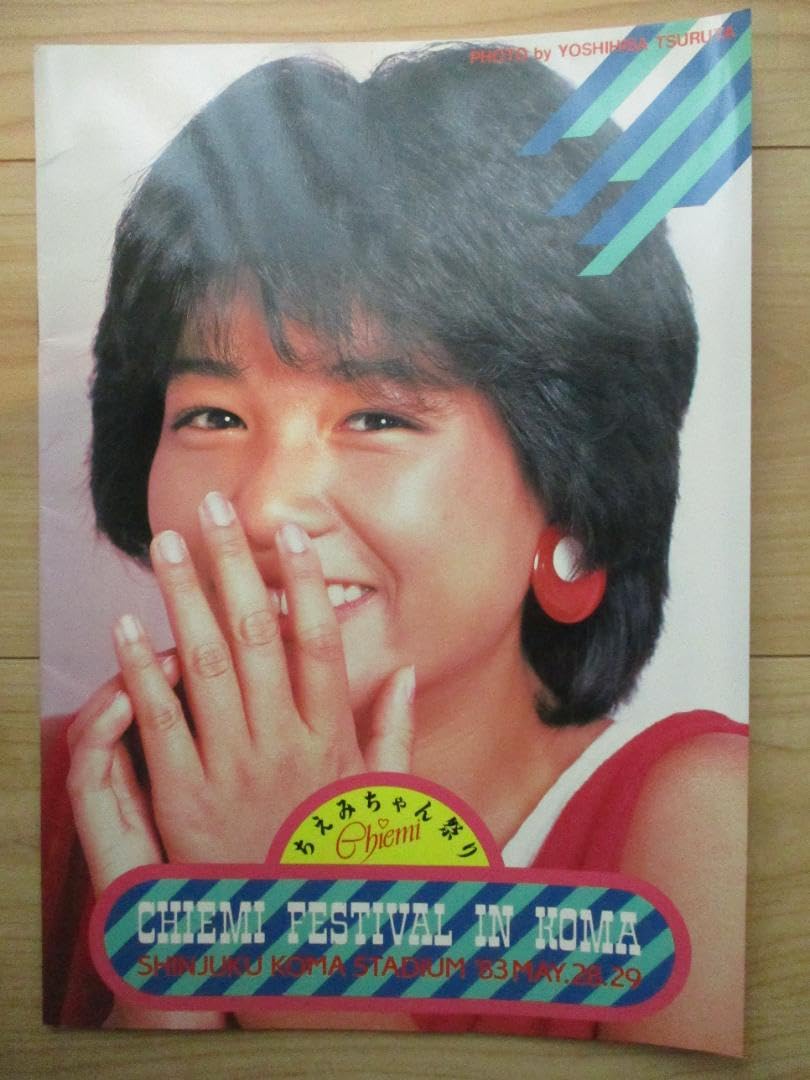 PHOTO by YOSHIHISA TSURUTA
ちえみちゃん祭り
Chiemi
CHIEMI FESTIVAL IN KOMA
SHINJUKU KOMA STADIUM '83 MAY.28.29